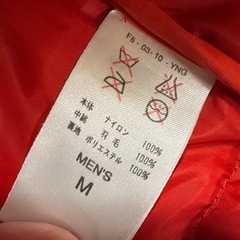 F6-03-10-YNG
本体 ナイロン 100%
中綿 羽毛 100%
裏地 ポリエステル 100%
MEN'S
M